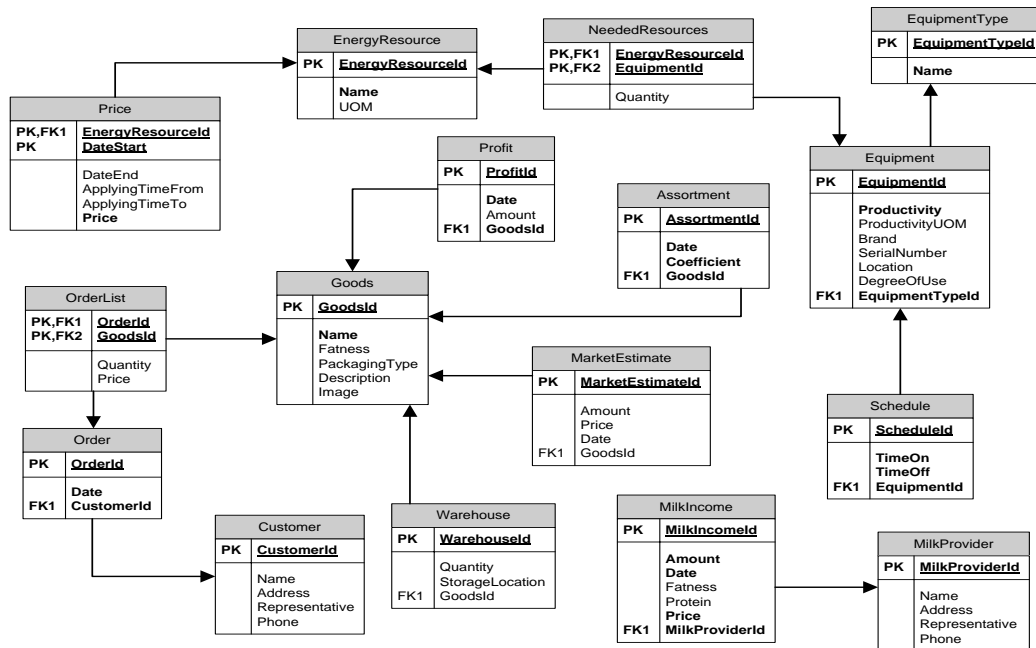 EnergyResource
PK EnergyResourceId
Name
UOM
NeededResources
PK,FK1 EnergyResourceId
PK,FK2 EquipmentId
Quantity
EquipmentType
PK EquipmentTypeId
Name
Price
PK,FK1 EnergyResourceId
PK DateStart
DateEnd
ApplyingTimeFrom
ApplyingTimeTo
Price
Profit
PK ProfitId
Date
Amount
FK1 GoodsId
Assortment
PK AssortmentId
Date
Coefficient
FK1 GoodsId
Equipment
PK EquipmentId
Productivity
ProductivityUOM
Brand
SerialNumber
Location
DegreeOfUse
FK1 EquipmentTypeId
OrderList
PK,FK1 OrderId
PK,FK2 GoodsId
Quantity
Price
Goods
PK GoodsId
Name
Fatness
PackagingType
Description
Image
MarketEstimate
PK MarketEstimateId
Amount
Price
Date
FK1 GoodsId
Schedule
PK ScheduleId
TimeOn
TimeOff
FK1 EquipmentId
Order
PK OrderId
Date
FK1 CustomerId
Customer
PK CustomerId
Name
Address
Representative
Phone
Warehouse
PK WarehouseId
Quantity
StorageLocation
FK1 GoodsId
MilkIncome
PK MilkIncomeId
Amount
Date
Fatness
Protein
Price
FK1 MilkProviderId
MilkProvider
PK MilkProviderId
Name
Address
Representative
Phone